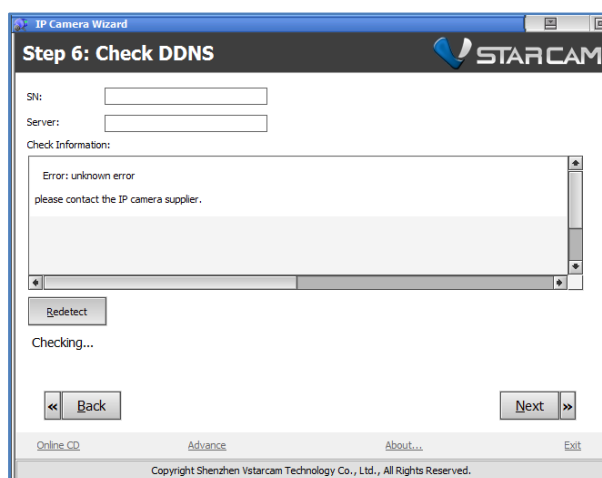 IP Camera Wizard
Step 6: Check DDNS
STARCAM
SN:
Server:
Check Information:
Error: unknown error
please contact the IP camera supplier.
Redetect
Checking...
« Back
Next »
Online CD Advance About... Exit
Copyright Shenzhen Vstarcam Technology Co., Ltd., All Rights Reserved.